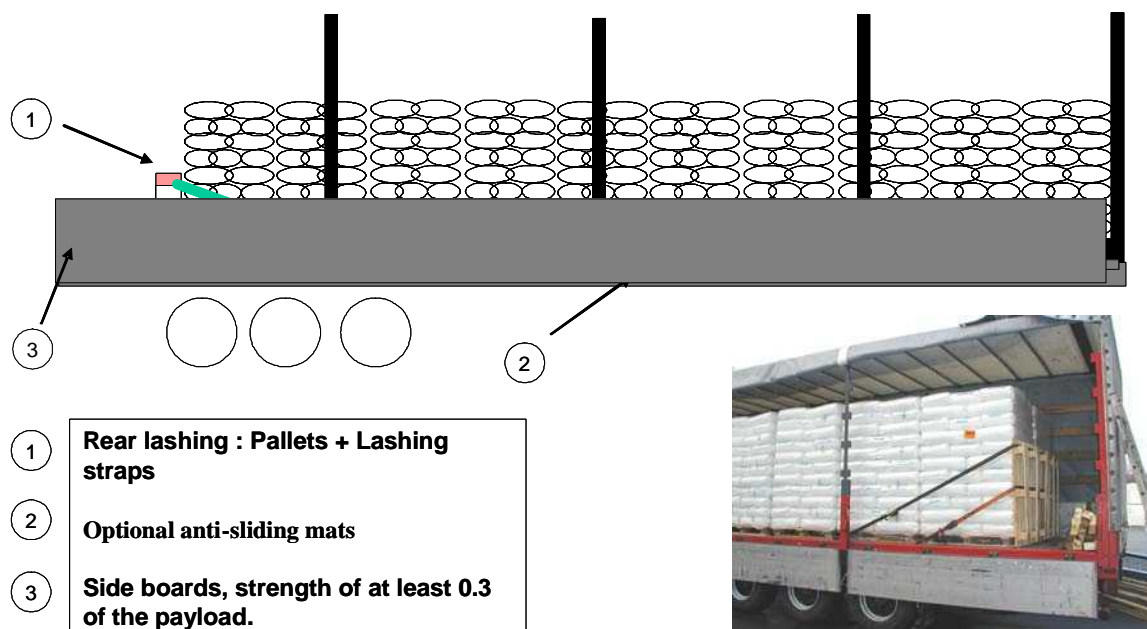 1
3
2
1
Rear lashing : Pallets + Lashing
straps
2
Optional anti-sliding mats
3
Side boards, strength of at least 0.3
of the payload.